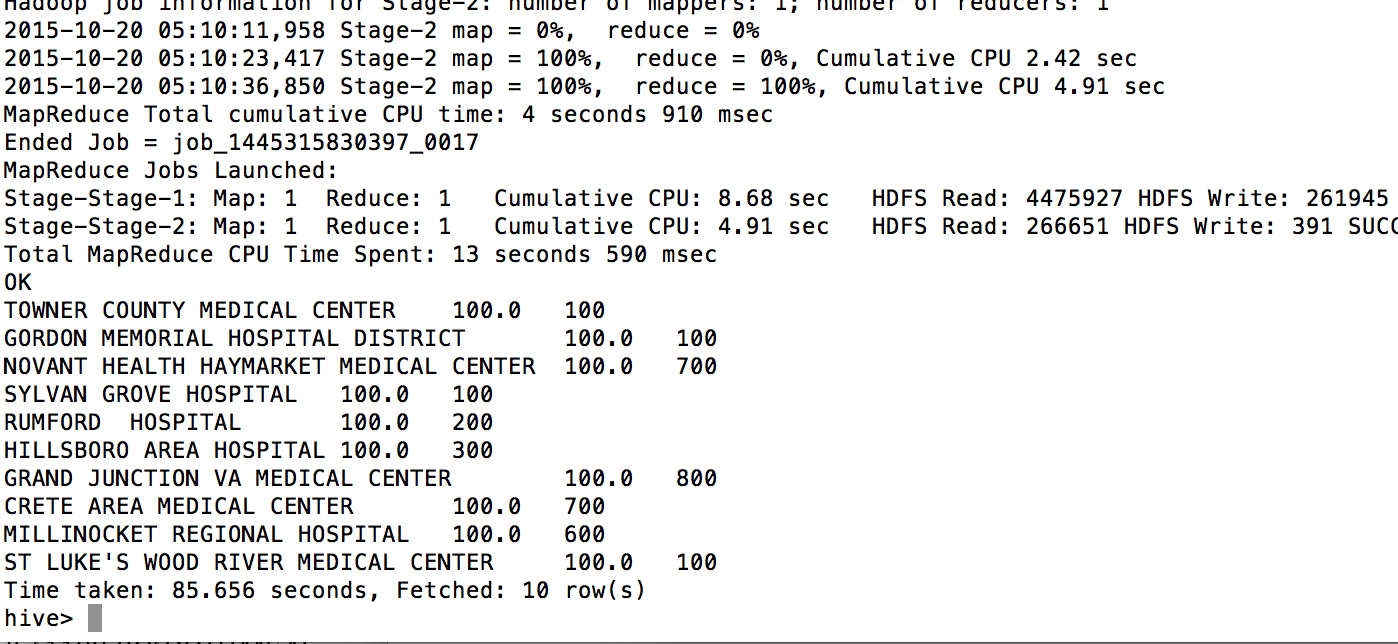 Hadoop job information for Stage-2: number of mappers: 1; number of reducers: 1
2015-10-20 05:10:11,958 Stage-2 map = 0%,  reduce = 0%
2015-10-20 05:10:23,417 Stage-2 map = 100%,  reduce = 0%, Cumulative CPU 2.42 sec
2015-10-20 05:10:36,850 Stage-2 map = 100%,  reduce = 100%, Cumulative CPU 4.91 sec
MapReduce Total cumulative CPU time: 4 seconds 910 msec
Ended Job = job_1445315830397_0017
MapReduce Jobs Launched:
Stage-Stage-1: Map: 1  Reduce: 1   Cumulative CPU: 8.68 sec   HDFS Read: 4475927 HDFS Write: 261945
Stage-Stage-2: Map: 1  Reduce: 1   Cumulative CPU: 4.91 sec   HDFS Read: 266651 HDFS Write: 391 SUCC
Total MapReduce CPU Time Spent: 13 seconds 590 msec
OK
TOWNER COUNTY MEDICAL CENTER    100.0   100
GORDON MEMORIAL HOSPITAL DISTRICT       100.0   100
NOVANT HEALTH HAYMARKET MEDICAL CENTER  100.0   700
SYLVAN GROVE HOSPITAL   100.0   100
RUMFORD  HOSPITAL       100.0   200
HILLSBORO AREA HOSPITAL 100.0   300
GRAND JUNCTION VA MEDICAL CENTER        100.0   800
CRETE AREA MEDICAL CENTER       100.0   700
MILLINOCKET REGIONAL HOSPITAL   100.0   600
ST LUKE'S WOOD RIVER MEDICAL CENTER     100.0   100
Time taken: 85.656 seconds, Fetched: 10 row(s)
hive>